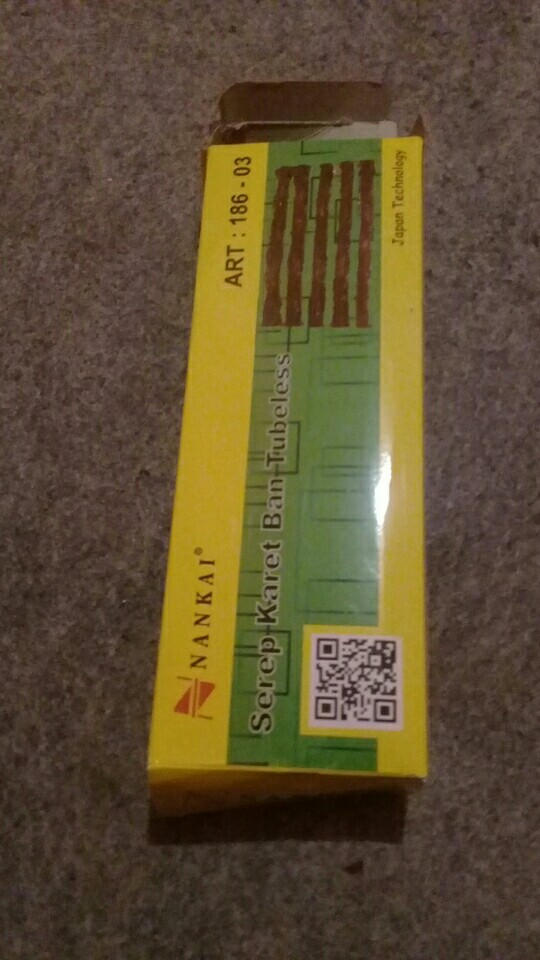 NANKAI®
ART : 186 - 03
Serep Karet Ban Tubeless
Japan Technology